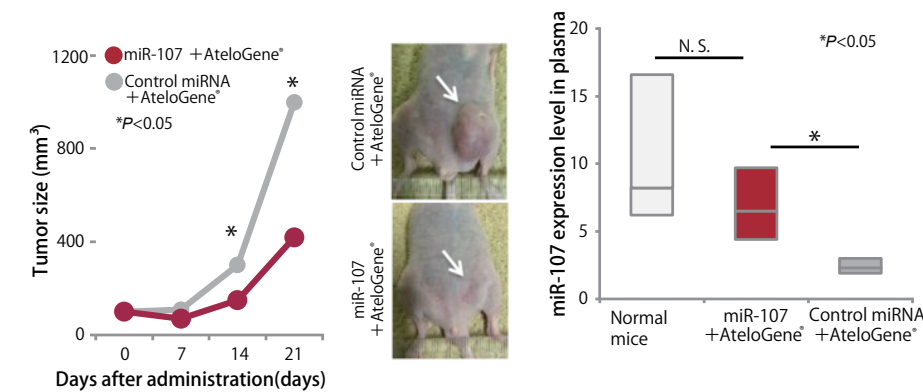 1200
800
400
0
Tumor size (mm³)
miR-107 +AteloGene®
Control miRNA
+AteloGene®
*P<0.05
*
*
0 7 14 21
Days after administration(days)
Control miRNA
+AteloGene®
miR-107
+AteloGene®
miR-107 expression level in plasma
20
15
10
5
0
N. S.
*P<0.05
*
Normal
mice
miR-107
+AteloGene®
Control miRNA
+AteloGene®